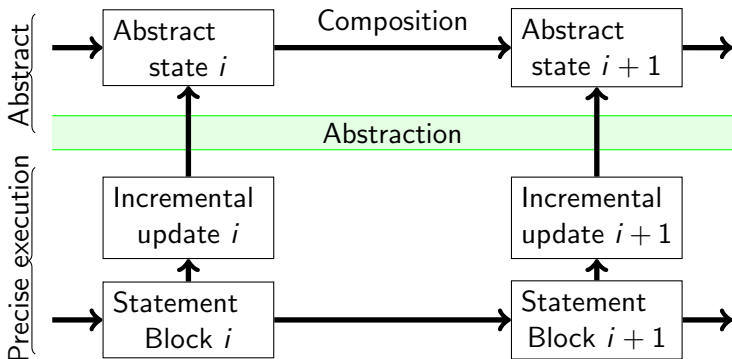 Abstract
Abstract
state i
Composition
Abstract
state i + 1
Abstraction
Precise execution
Incremental
update i
Incremental
update i + 1
Statement
Block i
Statement
Block i + 1